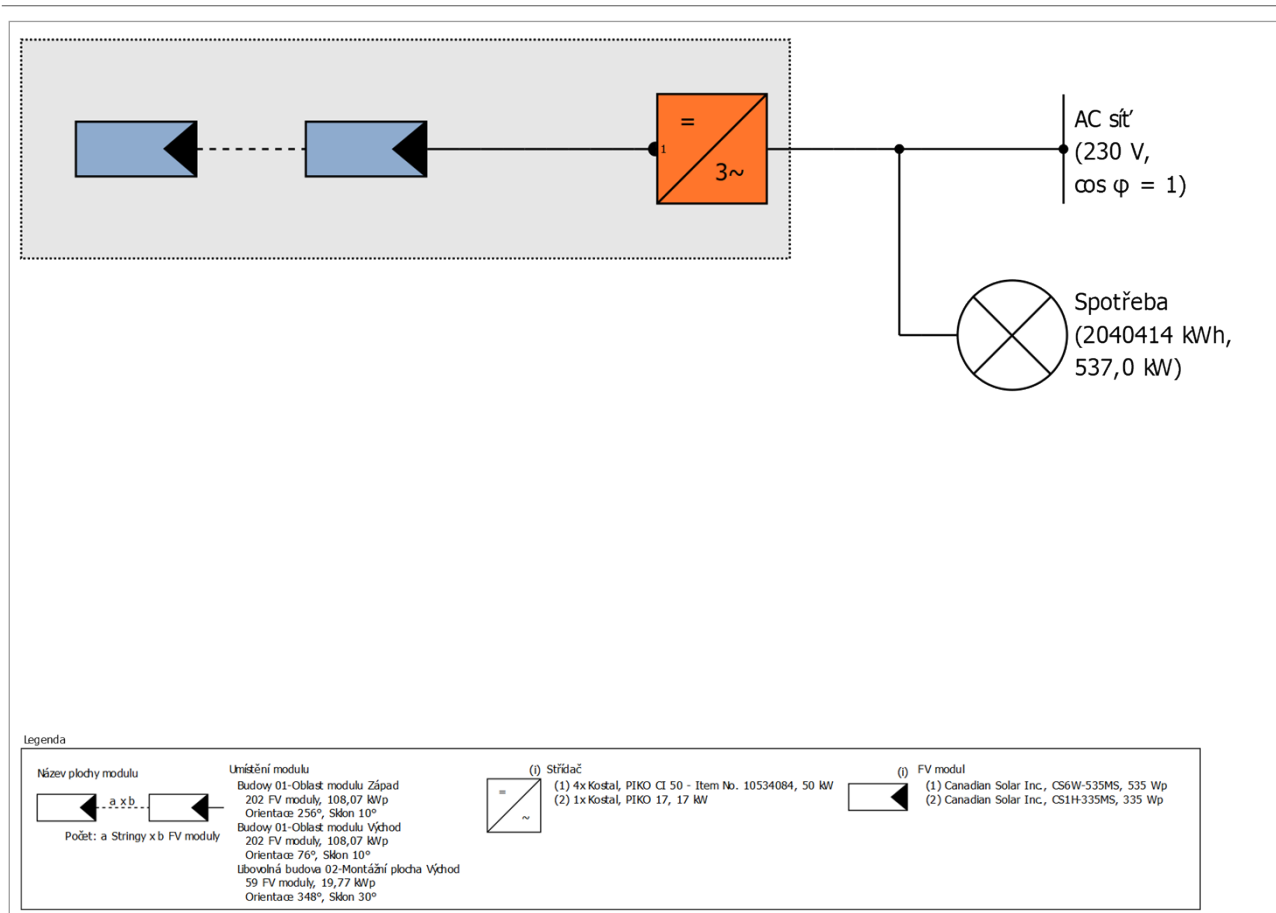 =
1
3~
AC síť
(230 V,
cos φ = 1)
Spotřeba
(2040414 kWh,
537,0 kW)
Legenda
Název plochy modulu
a x b
Počet: a Stringy x b FV moduly
Umístění modulu
Budovy 01-Oblast modulu Západ
202 FV moduly, 108,07 kWp
Orientace 256°, Sklon 10°
Budovy 01-Oblast modulu Východ
202 FV moduly, 108,07 kWp
Orientace 76°, Sklon 10°
Libovolná budova 02-Montážní plocha Východ
59 FV moduly, 19,77 kWp
Orientace 348°, Sklon 30°
(i) Střídač
=
~
(1) 4x Kostal, PIKO CI 50 - Item No. 10534084, 50 kW
(2) 1x Kostal, PIKO 17, 17 kW
(i) FV modul
(1) Canadian Solar Inc., CS6W-535MS, 535 Wp
(2) Canadian Solar Inc., CS1H-335MS, 335 Wp